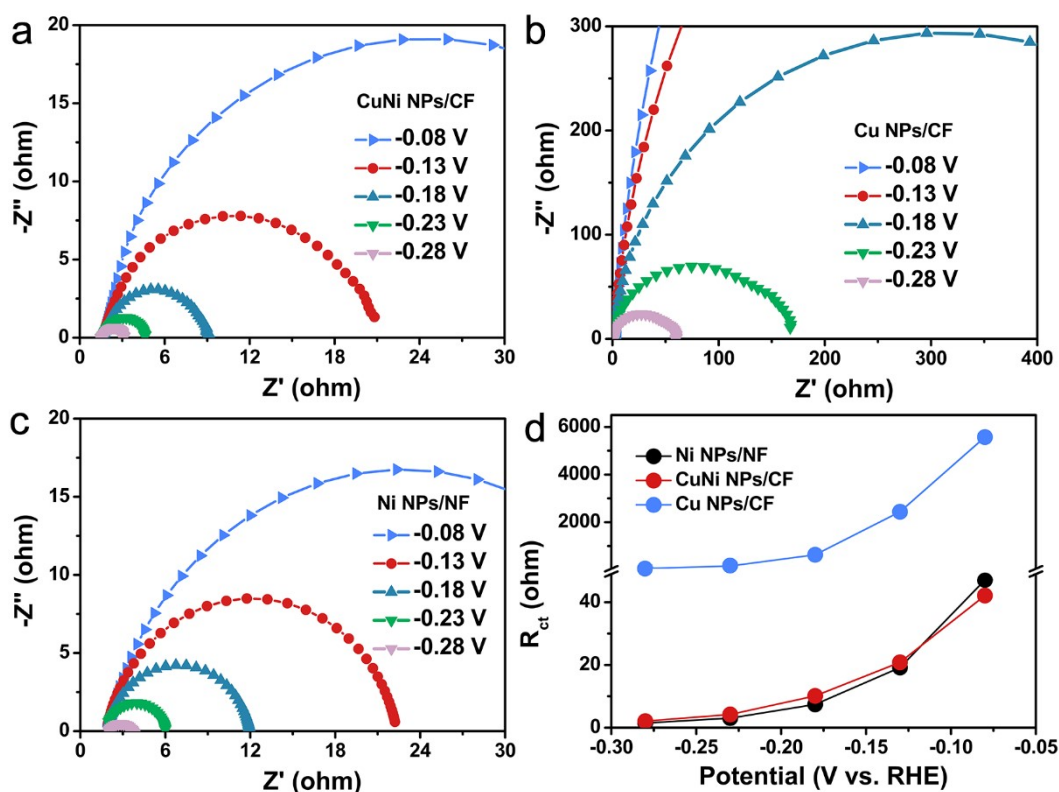 a
20
15
10
5
0
-Z'' (ohm)
CuNi NPs/CF
-0.08 V
-0.13 V
-0.18 V
-0.23 V
-0.28 V
6 12 18 24 30
Z' (ohm)
b
300
200
100
0
-Z'' (ohm)
Cu NPs/CF
-0.08 V
-0.13 V
-0.18 V
-0.23 V
-0.28 V
0 100 200 300 400
Z' (ohm)
c
20
15
10
5
0
-Z'' (ohm)
Ni NPs/NF
-0.08 V
-0.13 V
-0.18 V
-0.23 V
-0.28 V
6 12 18 24 30
Z' (ohm)
d
6000
4000
2000
40
20
0
Rct (ohm)
Ni NPs/NF
CuNi NPs/CF
Cu NPs/CF
-0.30 -0.25 -0.20 -0.15 -0.10 -0.05
Potential (V vs. RHE)